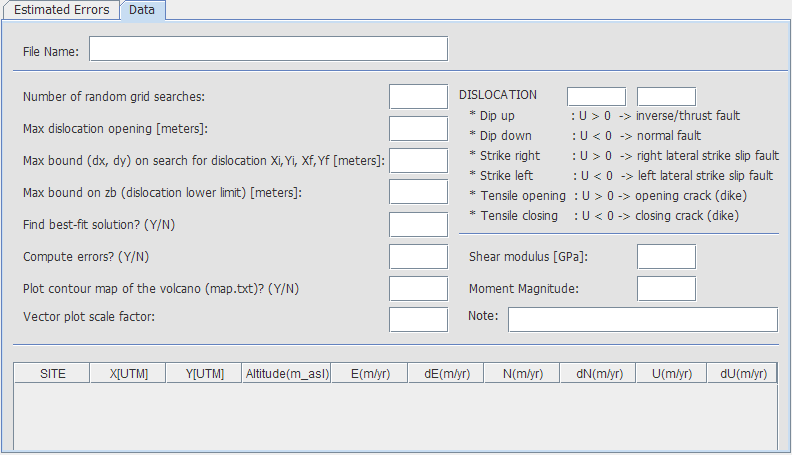 Estimated Errors Data
File Name:
Number of random grid searches:
Max dislocation opening [meters]:
Max bound (dx, dy) on search for dislocation Xi,Yi, Xf,Yf [meters]:
Max bound on zb (dislocation lower limit) [meters]:
Find best-fit solution? (Y/N)
Compute errors? (Y/N)
Plot contour map of the volcano (map.txt)? (Y/N)
Vector plot scale factor:
DISLOCATION
* Dip up : U > 0 -> inverse/thrust fault
* Dip down : U < 0 -> normal fault
* Strike right : U > 0 -> right lateral strike slip fault
* Strike left : U < 0 -> left lateral strike slip fault
* Tensile opening : U > 0 -> opening crack (dike)
* Tensile closing : U < 0 -> closing crack (dike)
Shear modulus [GPa]:
Moment Magnitude:
Note:
SITE X[UTM] Y[UTM] Altitude(m_asl) E(m/yr) dE(m/yr) N(m/yr) dN(m/yr) U(m/yr) dU(m/yr)